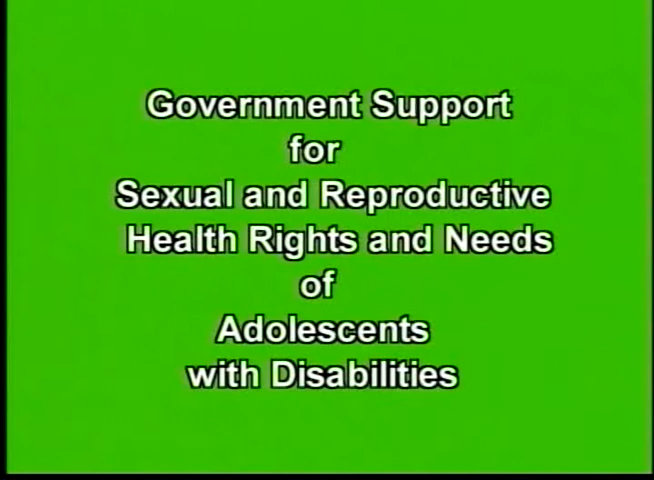 Government Support
for
Sexual and Reproductive
Health Rights and Needs
of
Adolescents
with Disabilities